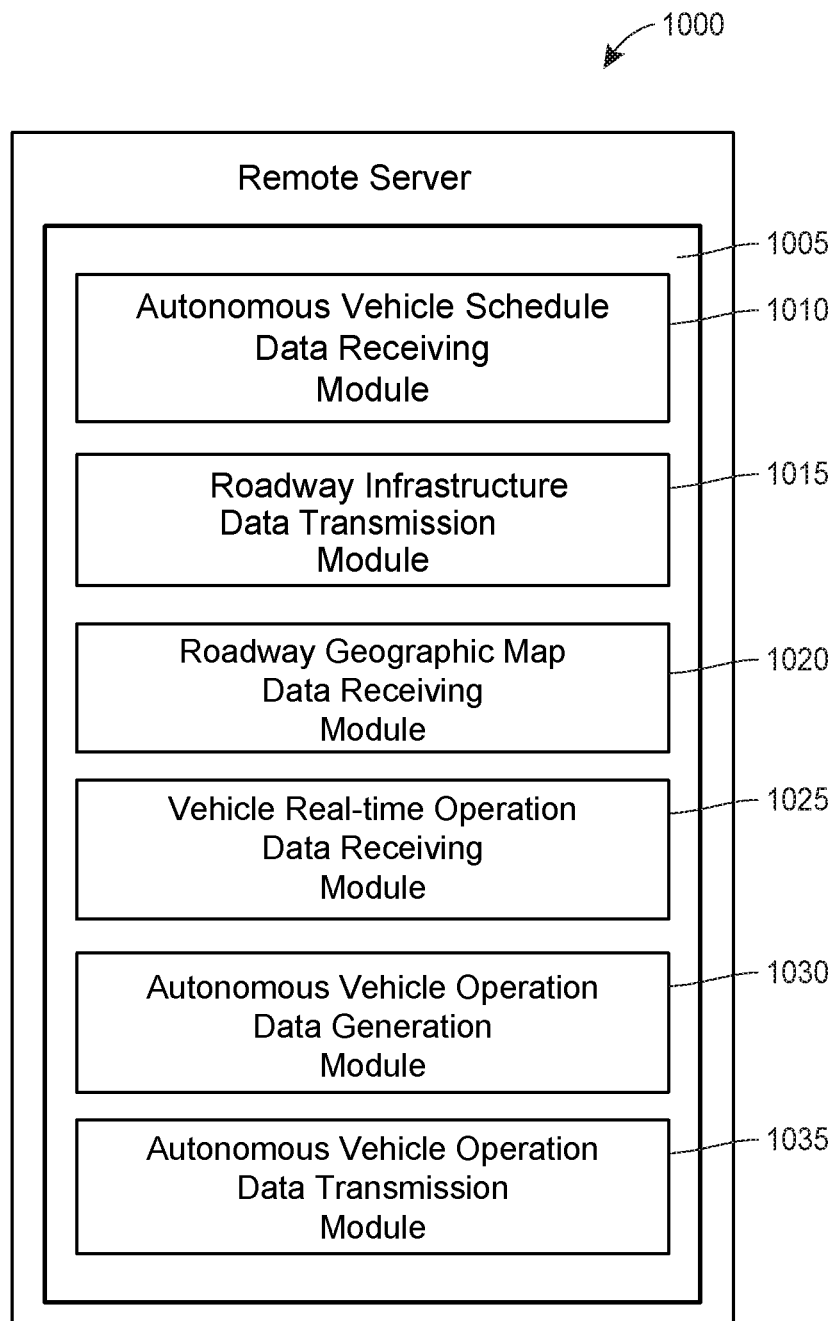 1000
Remote Server
1005
Autonomous Vehicle Schedule
Data Receiving
Module
1010
Roadway Infrastructure
Data Transmission
Module
1015
Roadway Geographic Map
Data Receiving
Module
1020
Vehicle Real-time Operation
Data Receiving
Module
1025
Autonomous Vehicle Operation
Data Generation
Module
1030
Autonomous Vehicle Operation
Data Transmission
Module
1035